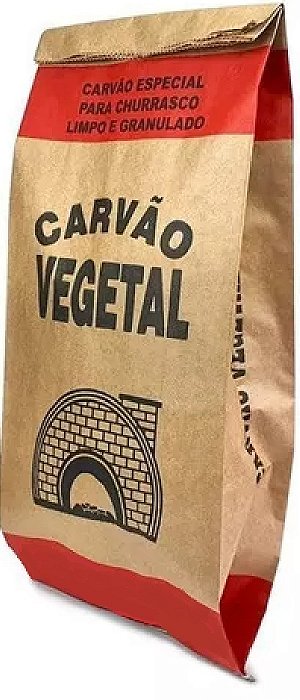 CARVÃO ESPECIAL
PARA CHURRASCO
LIMPO E GRANULADO
CARVÃO
VEGETAL